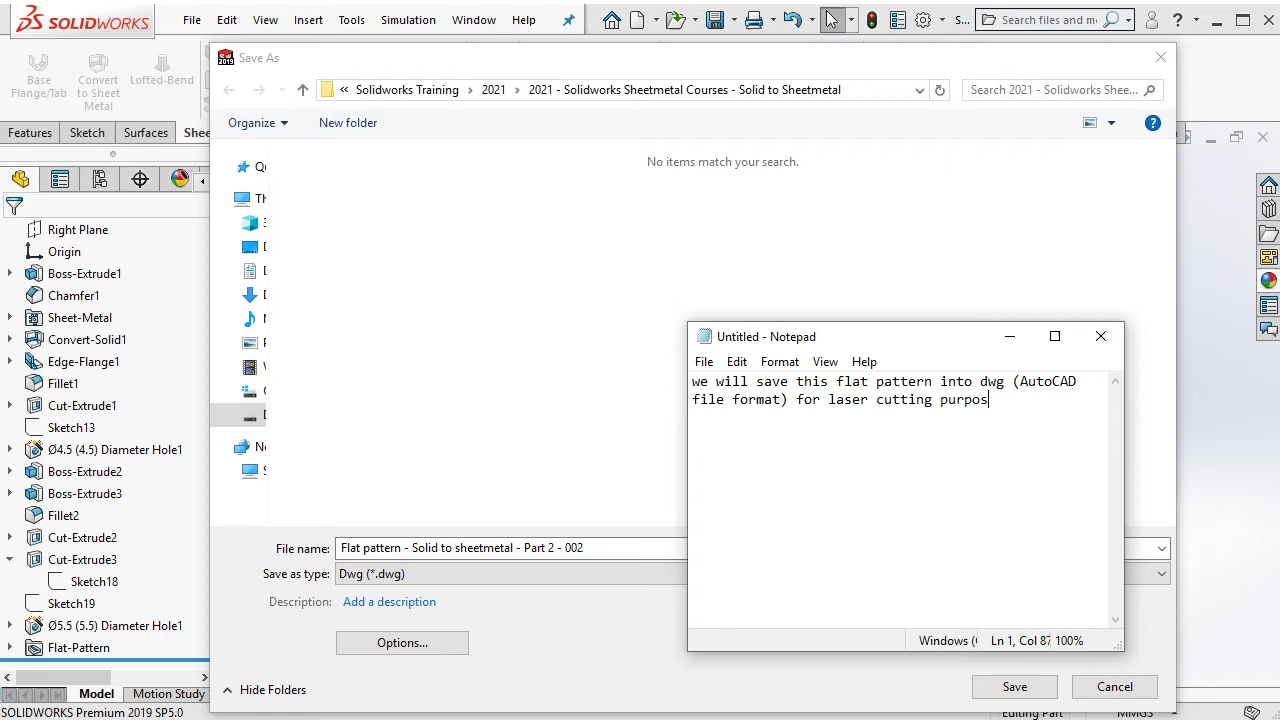 SOLIDWORKS
File Edit View Insert Tools Simulation Window Help
S...
Search files and m
?
Base Flange/Tab
Convert to Sheet Metal
Lofted-Bend
Features Sketch Surfaces Shee
Save As
« Solidworks Training > 2021 > 2021 - Solidworks Sheetmetal Courses - Solid to Sheetmetal
Search 2021 - Solidworks Shee...
Organize New folder
?
No items match your search.
Qu
Th
Right Plane
Origin
Boss-Extrude1
Chamfer1
Sheet-Metal
Convert-Solid1
Edge-Flange1
Fillet1
Cut-Extrude1
Sketch13
Ø4.5 (4.5) Diameter Hole1
Boss-Extrude2
Boss-Extrude3
Fillet2
Cut-Extrude2
Cut-Extrude3
Sketch18
Sketch19
Ø5.5 (5.5) Diameter Hole1
Flat-Pattern
Ne
Untitled - Notepad
File Edit Format View Help
we will save this flat pattern into dwg (AutoCAD
file format) for laser cutting purpos
Windows (
Ln 1, Col 87
100%
File name: Flat pattern - Solid to sheetmetal - Part 2 - 002
Save as type: Dwg (*.dwg)
Description: Add a description
Options...
Hide Folders
Save
Cancel
Model Motion Study
SOLIDWORKS Premium 2019 SP5.0
Editing Part
MMGS